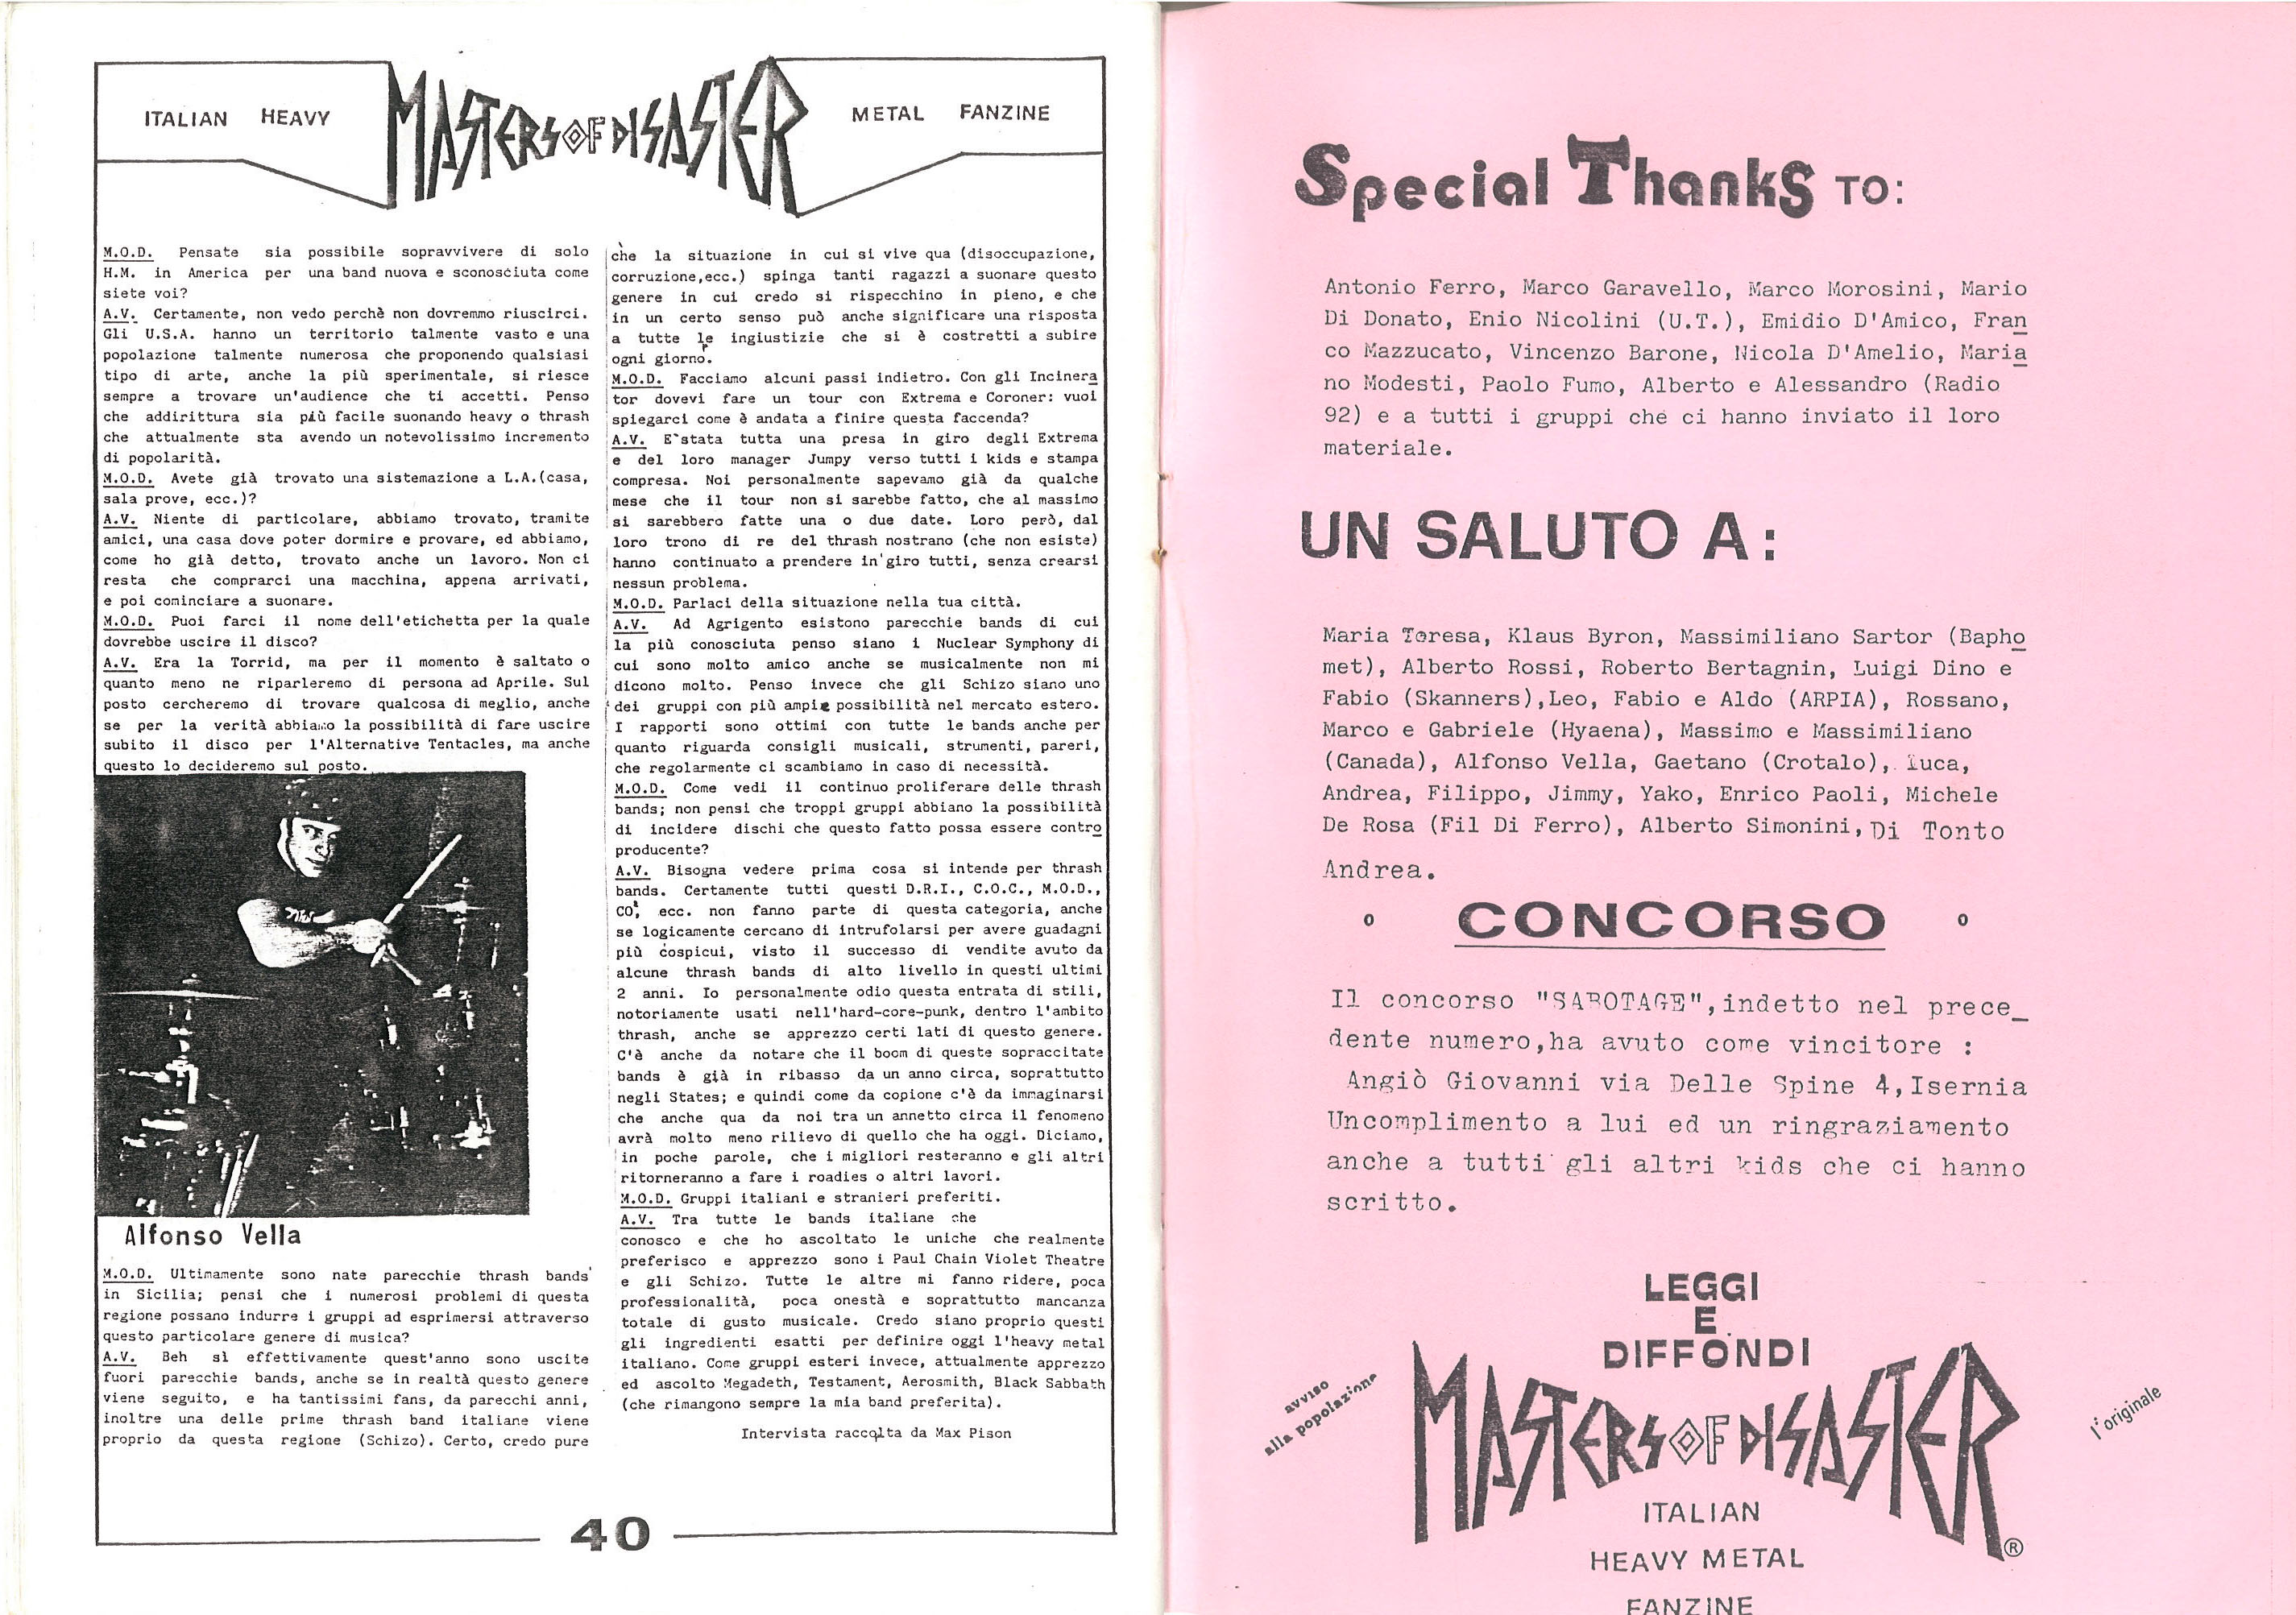 ITALIAN HEAVY
MASTERS OF DISASTER
METAL FANZINE
M.O.D. Pensate sia possibile sopravvivere di solo
H.M. in America per una band nuova e sconosciuta come
siete voi?
A.V. Certamente, non vedo perchè non dovremmo riuscirci.
Gli U.S.A. hanno un territorio talmente vasto e una
popolazione talmente numerosa che proponendo qualsiasi
tipo di arte, anche la più sperimentale, si riesce
sempre a trovare un'audience che ti accetti. Penso
che addirittura sia più facile suonando heavy o thrash
che attualmente sta avendo un notevolissimo incremento
di popolarità.
M.O.D. Avete già trovato una sistemazione a L.A.(casa,
sala prove, ecc.)?
A.V. Niente di particolare, abbiamo trovato, tramite
amici, una casa dove poter dormire e provare, ed abbiamo,
come ho già detto, trovato anche un lavoro. Non ci
resta che comprarci una macchina, appena arrivati,
e poi cominciare a suonare.
M.O.D. Puoi farci il nome dell'etichetta per la quale
dovrebbe uscire il disco?
A.V. Era la Torrid, ma per il momento è saltato o
quanto meno ne riparleremo di persona ad Aprile. Sul
posto cercheremo di trovare qualcosa di meglio, anche
se per la verità abbiamo la possibilità di fare uscire
subito il disco per l'Alternative Tentacles, ma anche
questo lo decideremo sul posto.
Alfonso Vella
M.O.D. Ultimamente sono nate parecchie thrash bands
in Sicilia; pensi che i numerosi problemi di questa
regione possano indurre i gruppi ad esprimersi attraverso
questo particolare genere di musica?
A.V. Beh sì effettivamente quest'anno sono uscite
fuori parecchie bands, anche se in realtà questo genere
viene seguito, e ha tantissimi fans, da parecchi anni,
inoltre una delle prime thrash band italiane viene
proprio da questa regione (Schizo). Certo, credo pure
che la situazione in cui si vive qua (disoccupazione,
corruzione,ecc.) spinga tanti ragazzi a suonare questo
genere in cui credo si rispecchino in pieno, e che
in un certo senso può anche significare una risposta
a tutte le ingiustizie che si è costretti a subire
ogni giorno.
M.O.D. Facciamo alcuni passi indietro. Con gli Incinera
tor dovevi fare un tour con Extrema e Coroner: vuoi
spiegarci come è andata a finire questa faccenda?
A.V. E`stata tutta una presa in giro degli Extrema
e del loro manager Jumpy verso tutti i kids e stampa
compresa. Noi personalmente sapevamo già da qualche
mese che il tour non si sarebbe fatto, che al massimo
si sarebbero fatte una o due date. Loro però, dal
loro trono di re del thrash nostrano (che non esiste)
hanno continuato a prendere in giro tutti, senza crearsi
nessun problema.
M.O.D. Parlaci della situazione nella tua città.
A.V. Ad Agrigento esistono parecchie bands di cui
la più conosciuta penso siano i Nuclear Symphony di
cui sono molto amico anche se musicalmente non mi
dicono molto. Penso invece che gli Schizo siano uno
dei gruppi con più ampie possibilità nel mercato estero.
I rapporti sono ottimi con tutte le bands anche per
quanto riguarda consigli musicali, strumenti, pareri,
che regolarmente ci scambiamo in caso di necessità.
M.O.D. Come vedi il continuo proliferare delle thrash
bands; non pensi che troppi gruppi abbiano la possibilità
di incidere dischi che questo fatto possa essere contro
producente?
A.V. Bisogna vedere prima cosa si intende per thrash
bands. Certamente tutti questi D.R.I., C.O.C., M.O.D.,
CO, ecc. non fanno parte di questa categoria, anche
se logicamente cercano di intrufolarsi per avere guadagni
più cospicui, visto il successo di vendite avuto da
alcune thrash bands di alto livello in questi ultimi
2 anni. Io personalmente odio questa entrata di stili,
notoriamente usati nell'hard-core-punk, dentro l'ambito
thrash, anche se apprezzo certi lati di questo genere.
C'è anche da notare che il boom di queste sopraccitate
bands è già in ribasso da un anno circa, soprattutto
negli States; e quindi come da copione c'è da immaginarsi
che anche qua da noi tra un annetto circa il fenomeno
avrà molto meno rilievo di quello che ha oggi. Diciamo,
in poche parole, che i migliori resteranno e gli altri
ritorneranno a fare i roadies o altri lavori.
M.O.D. Gruppi italiani e stranieri preferiti.
A.V. Tra tutte le bands italiane che
conosco e che ho ascoltato le uniche che realmente
preferisco e apprezzo sono i Paul Chain Violet Theatre
e gli Schizo. Tutte le altre mi fanno ridere, poca
professionalità, poca onestà e soprattutto mancanza
totale di gusto musicale. Credo siano proprio questi
gli ingredienti esatti per definire oggi l'heavy metal
italiano. Come gruppi esteri invece, attualmente apprezzo
ed ascolto Megadeth, Testament, Aerosmith, Black Sabbath
(che rimangono sempre la mia band preferita).
Intervista raccolta da Max Pison
40
Special Thanks TO:
Antonio Ferro, Marco Garavello, Marco Morosini, Mario
Di Donato, Enio Nicolini (U.T.), Emidio D'Amico, Fran
co Mazzucato, Vincenzo Barone, Nicola D'Amelio, Maria
no Modesti, Paolo Fumo, Alberto e Alessandro (Radio
92) e a tutti i gruppi che ci hanno inviato il loro
materiale.
UN SALUTO A:
Maria Teresa, Klaus Byron, Massimiliano Sartor (Bapho
met), Alberto Rossi, Roberto Bertagnin, Luigi Dino e
Fabio (Skanners),Leo, Fabio e Aldo (ARPIA), Rossano,
Marco e Gabriele (Hyaena), Massimo e Massimiliano
(Canada), Alfonso Vella, Gaetano (Crotalo), Luca,
Andrea, Filippo, Jimmy, Yako, Enrico Paoli, Michele
De Rosa (Fil Di Ferro), Alberto Simonini, Di Tonto
Andrea.
o CONCORSO o
Il concorso "SABOTAGE",indetto nel prece_
dente numero,ha avuto come vincitore :
Angiò Giovanni via Delle Spine 4,Isernia
Uncomplimento a lui ed un ringraziamento
anche a tutti gli altri kids che ci hanno
scritto.
LEGGI
E
DIFFONDI
avviso
alla popolazione
MASTERS OF DISASTER ®
l'originale
ITALIAN
HEAVY METAL
FANZINE